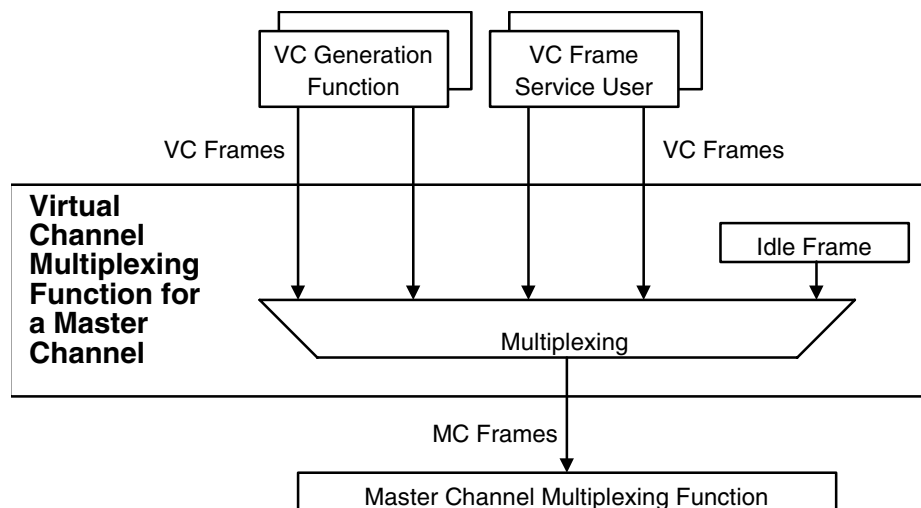 VC Generation
Function
VC Frame
Service User
VC Frames
VC Frames
Virtual
Channel
Multiplexing
Function for
a Master
Channel
Idle Frame
Multiplexing
MC Frames
Master Channel Multiplexing Function